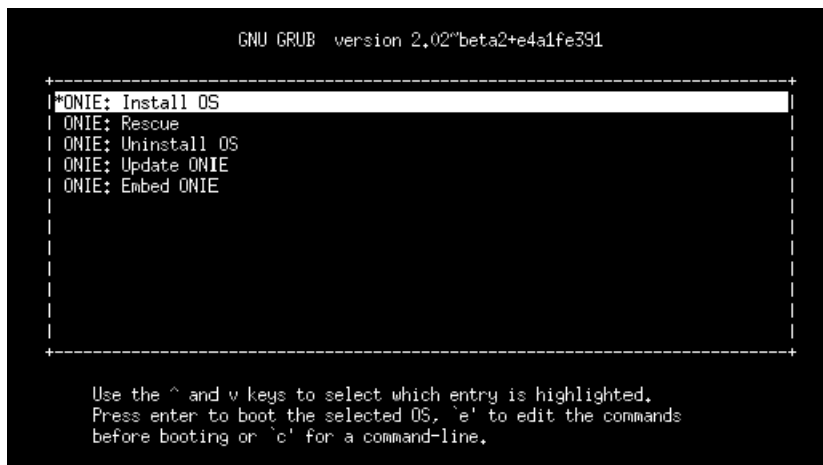 GNU GRUB  version 2.02~beta2+e4a1fe391
*ONIE: Install OS
ONIE: Rescue
ONIE: Uninstall OS
ONIE: Update ONIE
ONIE: Embed ONIE
Use the ^ and v keys to select which entry is highlighted.
Press enter to boot the selected OS, `e' to edit the commands
before booting or `c' for a command-line.